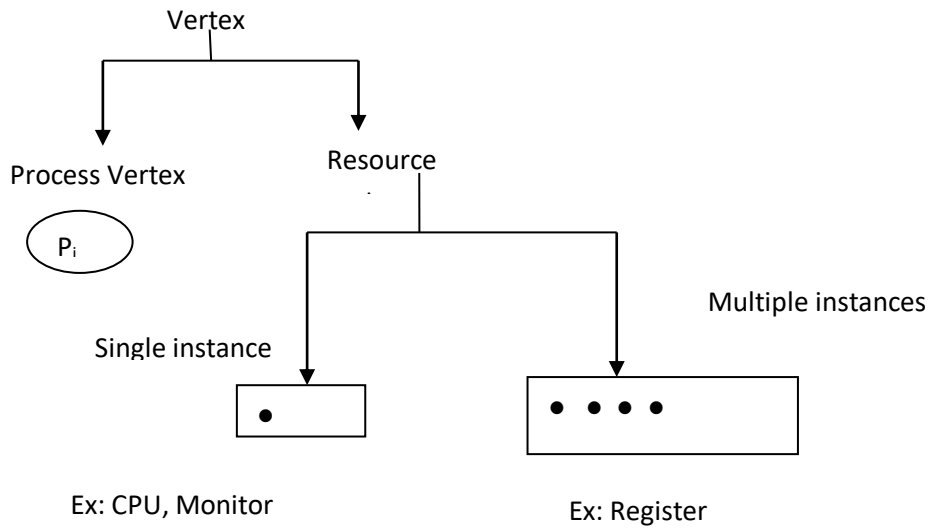 Vertex
Process Vertex
Resource
Pᵢ
Multiple instances
Single instance
Ex: CPU, Monitor
Ex: Register